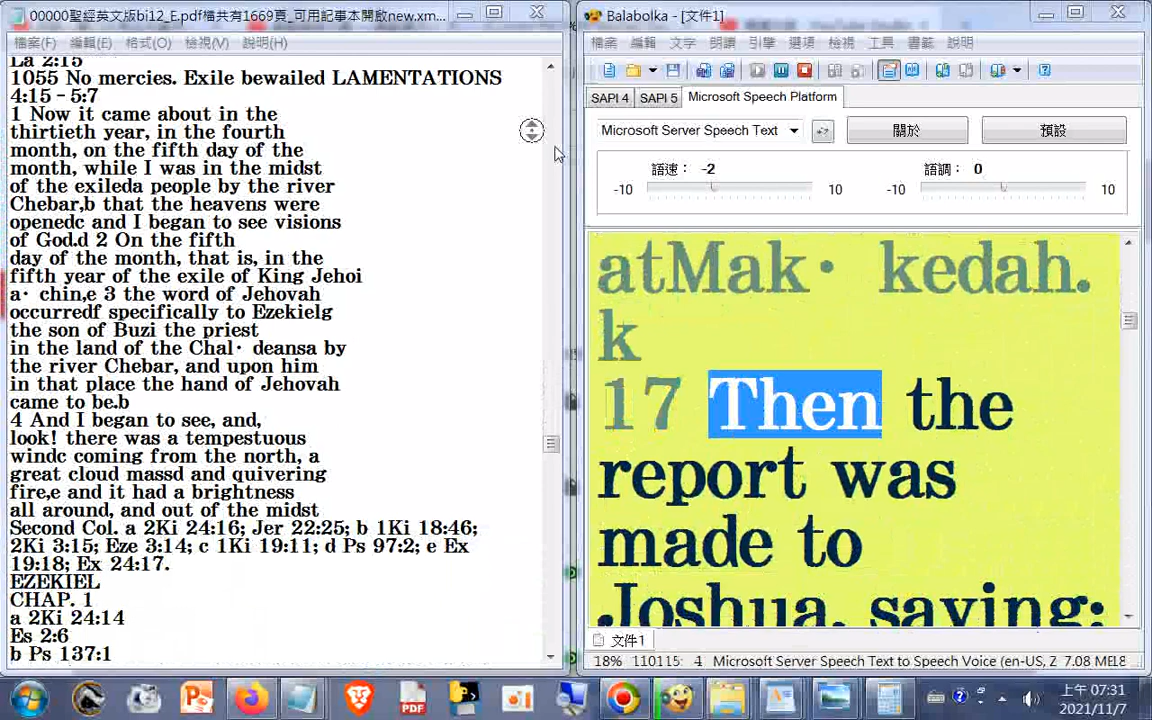 00000聖經英文版bi12_E.pdf檔共有1669頁_可用記事本開啟new.xm...
檔案(F) 編輯(E) 格式(O) 檢視(V) 說明(H)
La 2:15
1055 No mercies. Exile bewailed LAMENTATIONS
4:15–5:7
1 Now it came about in the
thirtieth year, in the fourth
month, on the fifth day of the
month, while I was in the midst
of the exileda people by the river
Chebar,b that the heavens were
openedc and I began to see visions
of God.d 2 On the fifth
day of the month, that is, in the
fifth year of the exile of King Jehoi
a· chin,e 3 the word of Jehovah
occurredf specifically to Ezekielg
the son of Buzi the priest
in the land of the Chal· deansa by
the river Chebar, and upon him
in that place the hand of Jehovah
came to be.b
4 And I began to see, and,
look! there was a tempestuous
windc coming from the north, a
great cloud massd and quivering
fire,e and it had a brightness
all around, and out of the midst
Second Col. a 2Ki 24:16; Jer 22:25; b 1Ki 18:46;
2Ki 3:15; Eze 3:14; c 1Ki 19:11; d Ps 97:2; e Ex
19:18; Ex 24:17.
EZEKIEL
CHAP. 1
a 2Ki 24:14
Es 2:6
b Ps 137:1
Balabolka - [文件1]
檔案 編輯 文字 朗讀 引擎 選項 檢視 工具 書籤 說明
SAPI 4 SAPI 5 Microsoft Speech Platform
Microsoft Server Speech Text 關於 預設
語速： -2 語調： 0
-10 10 -10 10
atMak· kedah.
k
17 Then the
report was
made to
Joshua, saying:
文件1
18% 110115: 4 Microsoft Server Speech Text to Speech Voice (en-US, Z 7.08 MЕ
上午 07:31
2021/11/7